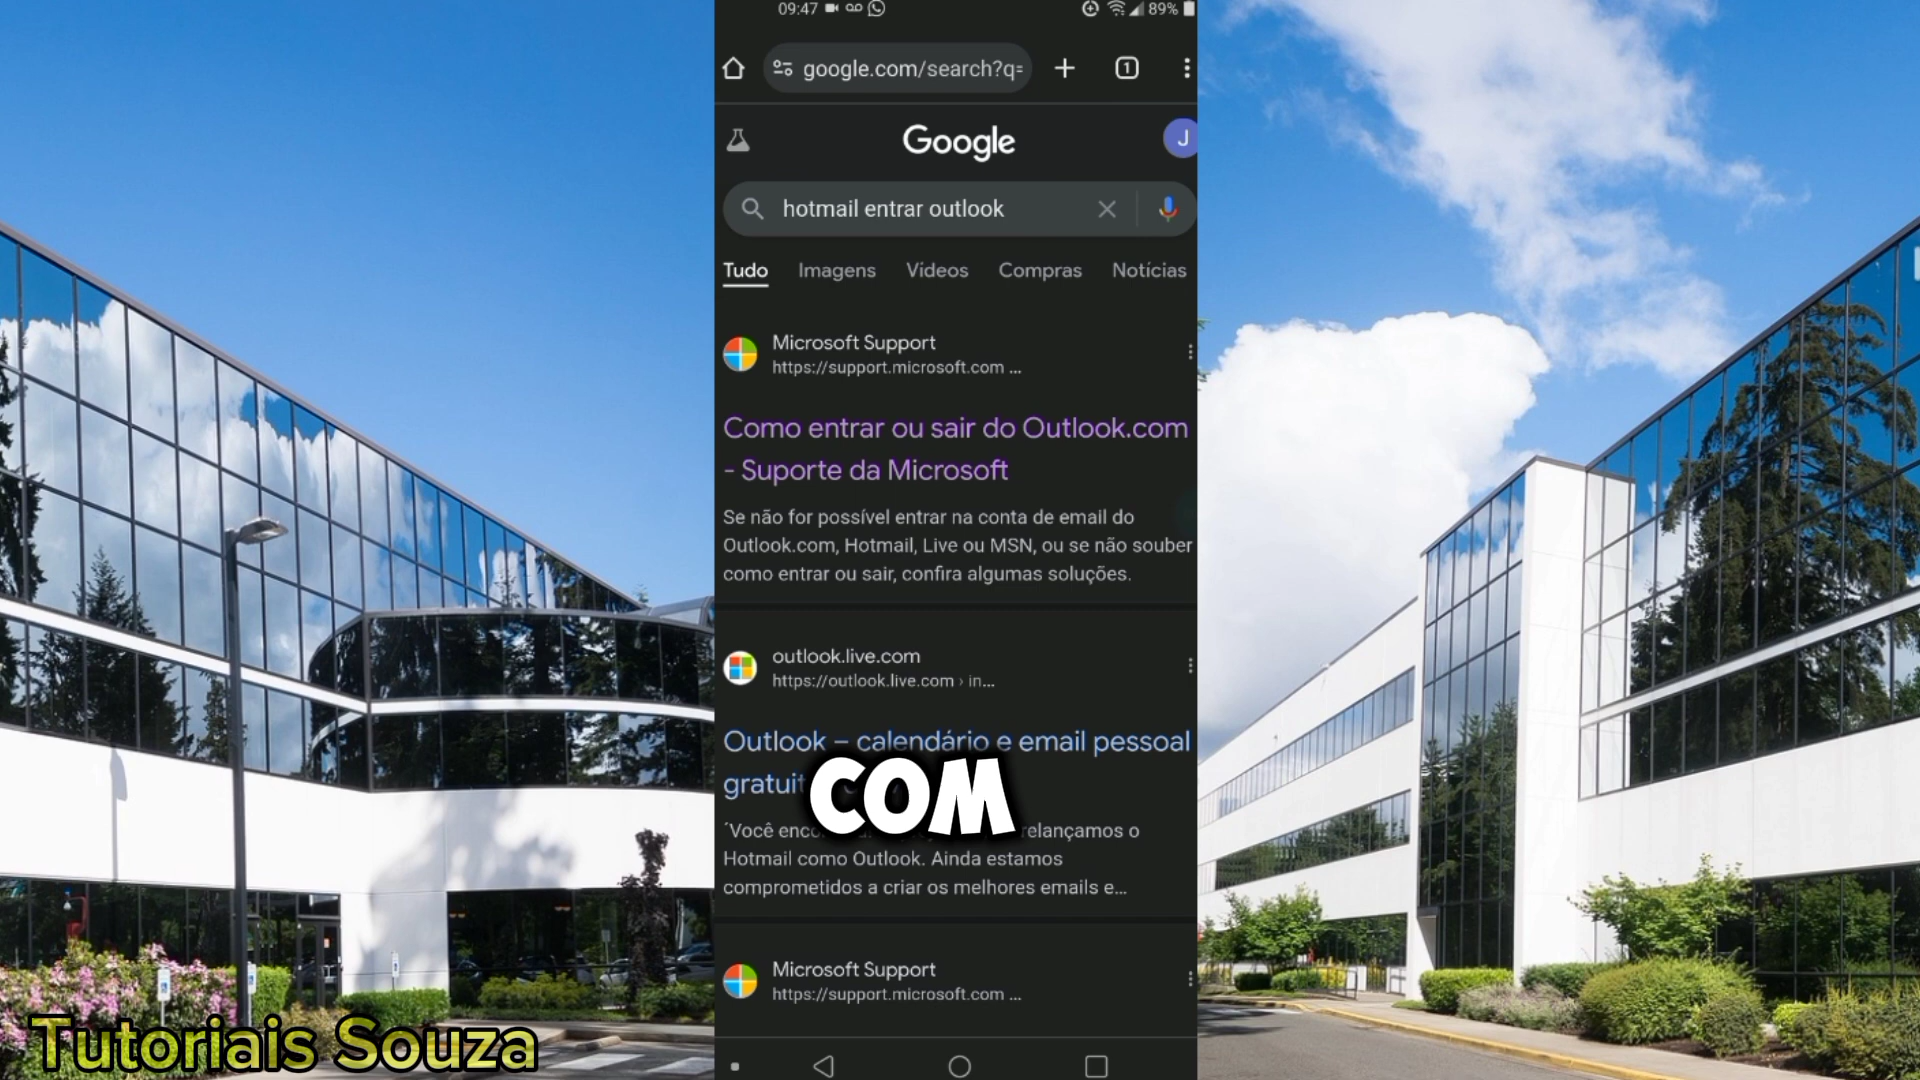 09:47
89%
google.com/search?q=
1
Google
J
hotmail entrar outlook
Tudo Imagens Videos Compras Notícias
Microsoft Support
https://support.microsoft.com ...
Como entrar ou sair do Outlook.com
- Suporte da Microsoft
Se não for possível entrar na conta de email do
Outlook.com, Hotmail, Live ou MSN, ou se não souber
como entrar ou sair, confira algumas soluções.
outlook.live.com
https://outlook.live.com › in...
Outlook – calendário e email pessoal
COM
relançamos o
Hotmail como Outlook. Ainda estamos
comprometidos a criar os melhores emails e...
Microsoft Support
https://support.microsoft.com ...
Tutoriais Souza